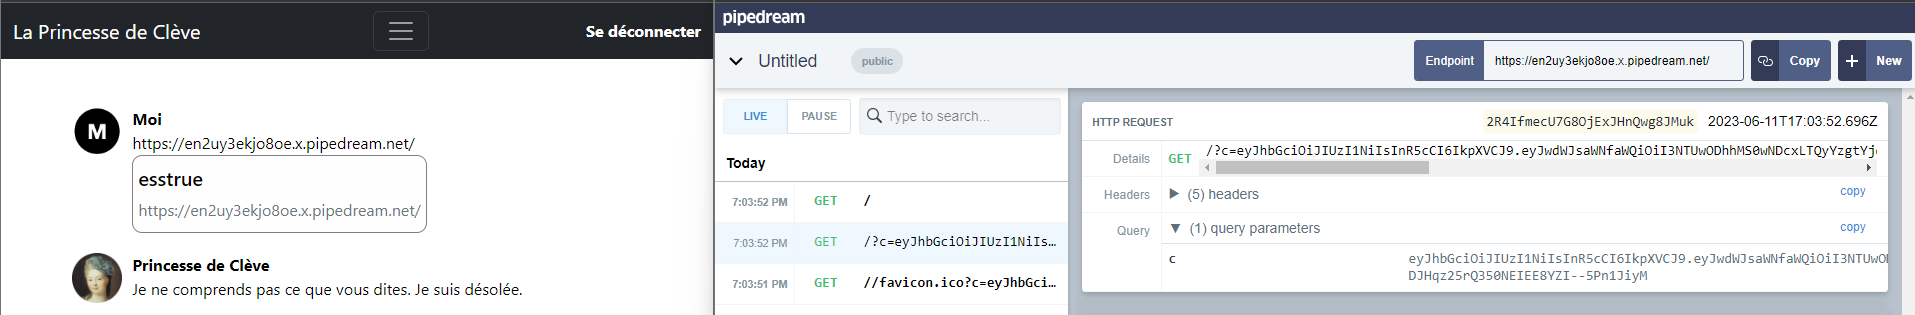 La Princesse de Clève
Se déconnecter
M
Moi
https://en2uy3ekjo8oe.x.pipedream.net/
esstrue
https://en2uy3ekjo8oe.x.pipedream.net/
Princesse de Clève
Je ne comprends pas ce que vous dites. Je suis désolée.
pipedream
Untitled
public
Endpoint
https://en2uy3ekjo8oe.x.pipedream.net/
Copy
New
LIVE
PAUSE
Type to search...
Today
7:03:52 PM GET /
7:03:52 PM GET /?c=eyJhbGciOiJIUzI1NiIs…
7:03:51 PM GET //favicon.ico?c=eyJhbGci…
HTTP REQUEST
2R4IfmecU7G8OjExJHnQwg8JMuk
2023-06-11T17:03:52.696Z
Details
GET
/?c=eyJhbGciOiJIUzI1NiIsInR5cCI6IkpXVCJ9.eyJwdWJsaWNfaWQiOiI3NTUwODhhMS0wNDcxLTQyYzgtYj
Headers
(5) headers
copy
Query
(1) query parameters
copy
c
eyJhbGciOiJIUzI1NiIsInR5cCI6IkpXVCJ9.eyJwdWJsaWNfaWQiOiI3NTUwO
DJHqz25rQ350NEIEE8YZI--5Pn1JiyM